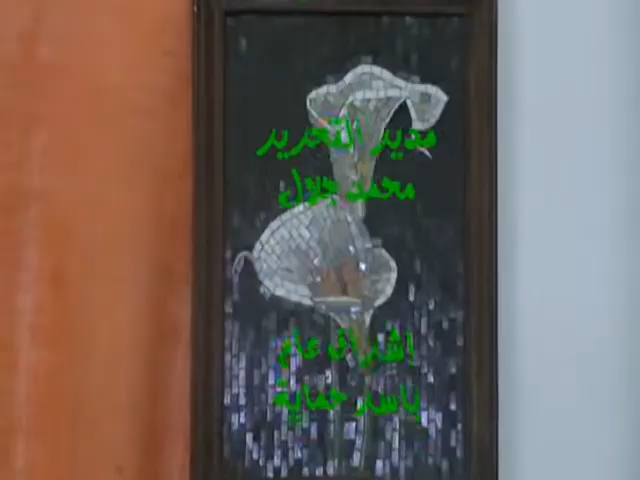 مدير التحرير
محمد جلال
إشراف عام
ياسر حماية